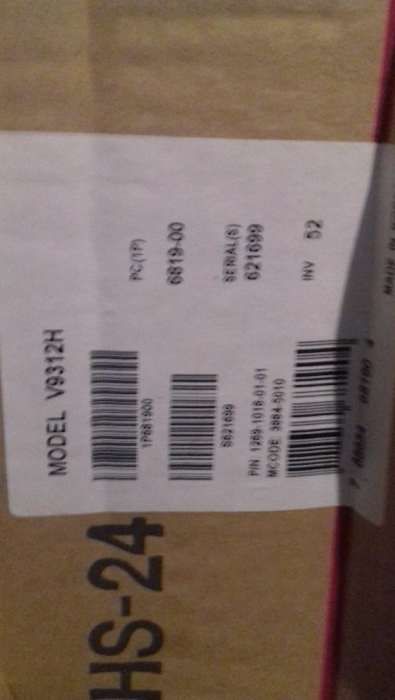 MODEL V9312H
PC(1P)
1P681900
6819-00
SERIAL(S)
S621699
621699
P/N 1269-1018-01-01
MCODE 3884-5010
INV 52
HS-24